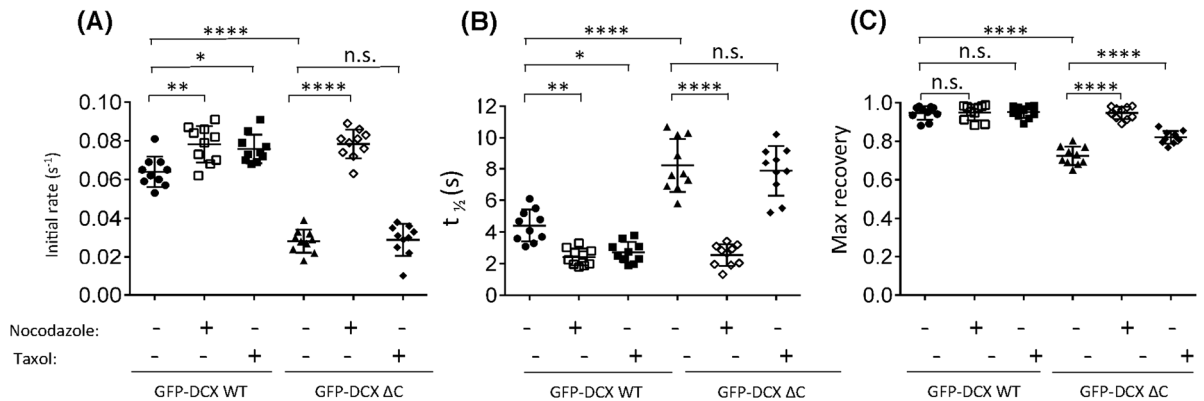 (A)
****
*
n.s.
**
****
0.10
0.08
0.06
0.04
0.02
0.00
Initial rate (s-1)
(B)
****
*
n.s.
**
****
12
10
8
6
4
2
0
t ½ (s)
(C)
****
n.s.
****
n.s.
****
1.0
0.8
0.6
0.4
0.2
0.0
Max recovery
Nocodazole: - + - - + - - + - - + - - + - - + -
Taxol: - - + - - + - - + - - + - - + - - +
GFP-DCX WT GFP-DCX ΔC GFP-DCX WT GFP-DCX ΔC GFP-DCX WT GFP-DCX ΔC